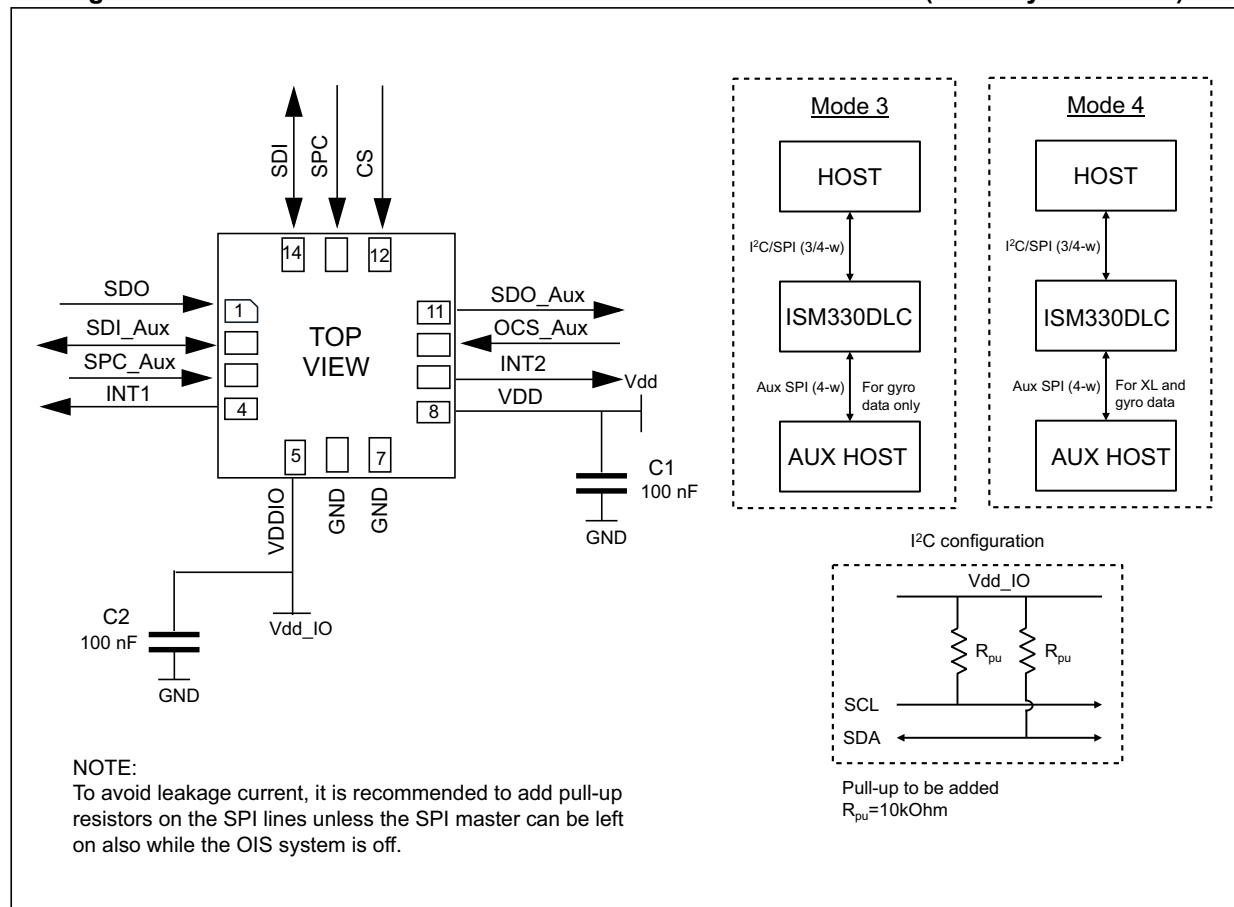 SDI
SPC
CS
14
12
SDO
SDI_Aux
SPC_Aux
INT1
1
4
TOP
VIEW
11
8
SDO_Aux
OCS_Aux
INT2
VDD
Vdd
5
7
VDDIO
GND
GND
C1
100 nF
GND
C2
100 nF
GND
Vdd_IO
NOTE:
To avoid leakage current, it is recommended to add pull-up
resistors on the SPI lines unless the SPI master can be left
on also while the OIS system is off.
Mode 3
HOST
I²C/SPI (3/4-w)
ISM330DLC
Aux SPI (4-w)
For gyro
data only
AUX HOST
Mode 4
HOST
I²C/SPI (3/4-w)
ISM330DLC
Aux SPI (4-w)
For XL and
gyro data
AUX HOST
I²C configuration
Vdd_IO
Rpu
Rpu
SCL
SDA
Pull-up to be added
Rpu=10kOhm